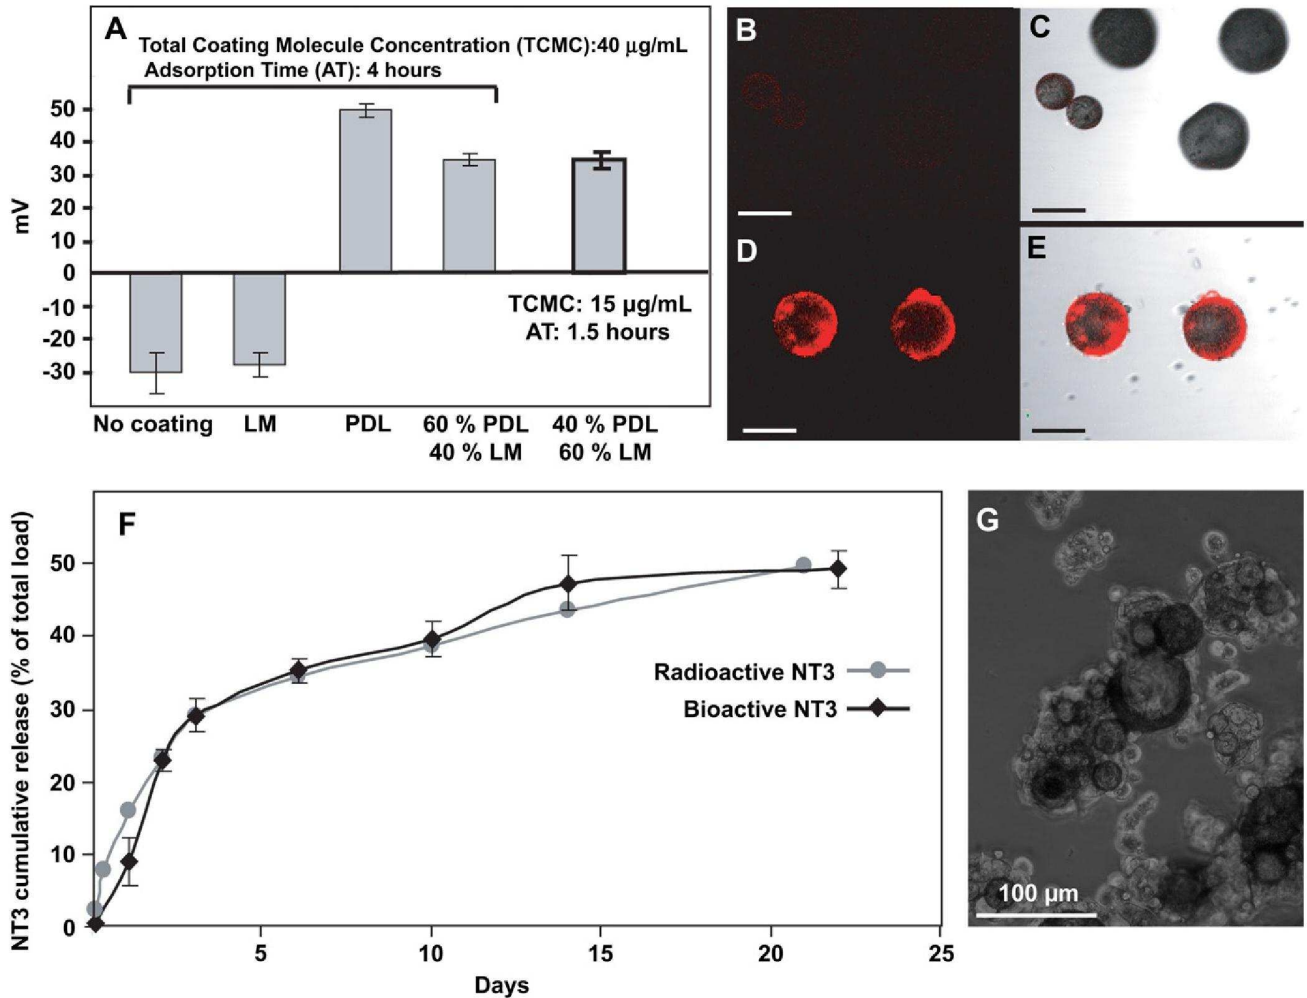 A
Total Coating Molecule Concentration (TCMC):40 µg/mL
Adsorption Time (AT): 4 hours
50
40
30
20
10
0
-10
-20
-30
mV
TCMC: 15 µg/mL
AT: 1.5 hours
No coating
LM
PDL
60 % PDL
40 % LM
40 % PDL
60 % LM
B
C
D
E
F
50
40
30
20
10
0
NT3 cumulative release (% of total load)
Radioactive NT3
Bioactive NT3
5
10
15
20
25
Days
G
100 µm